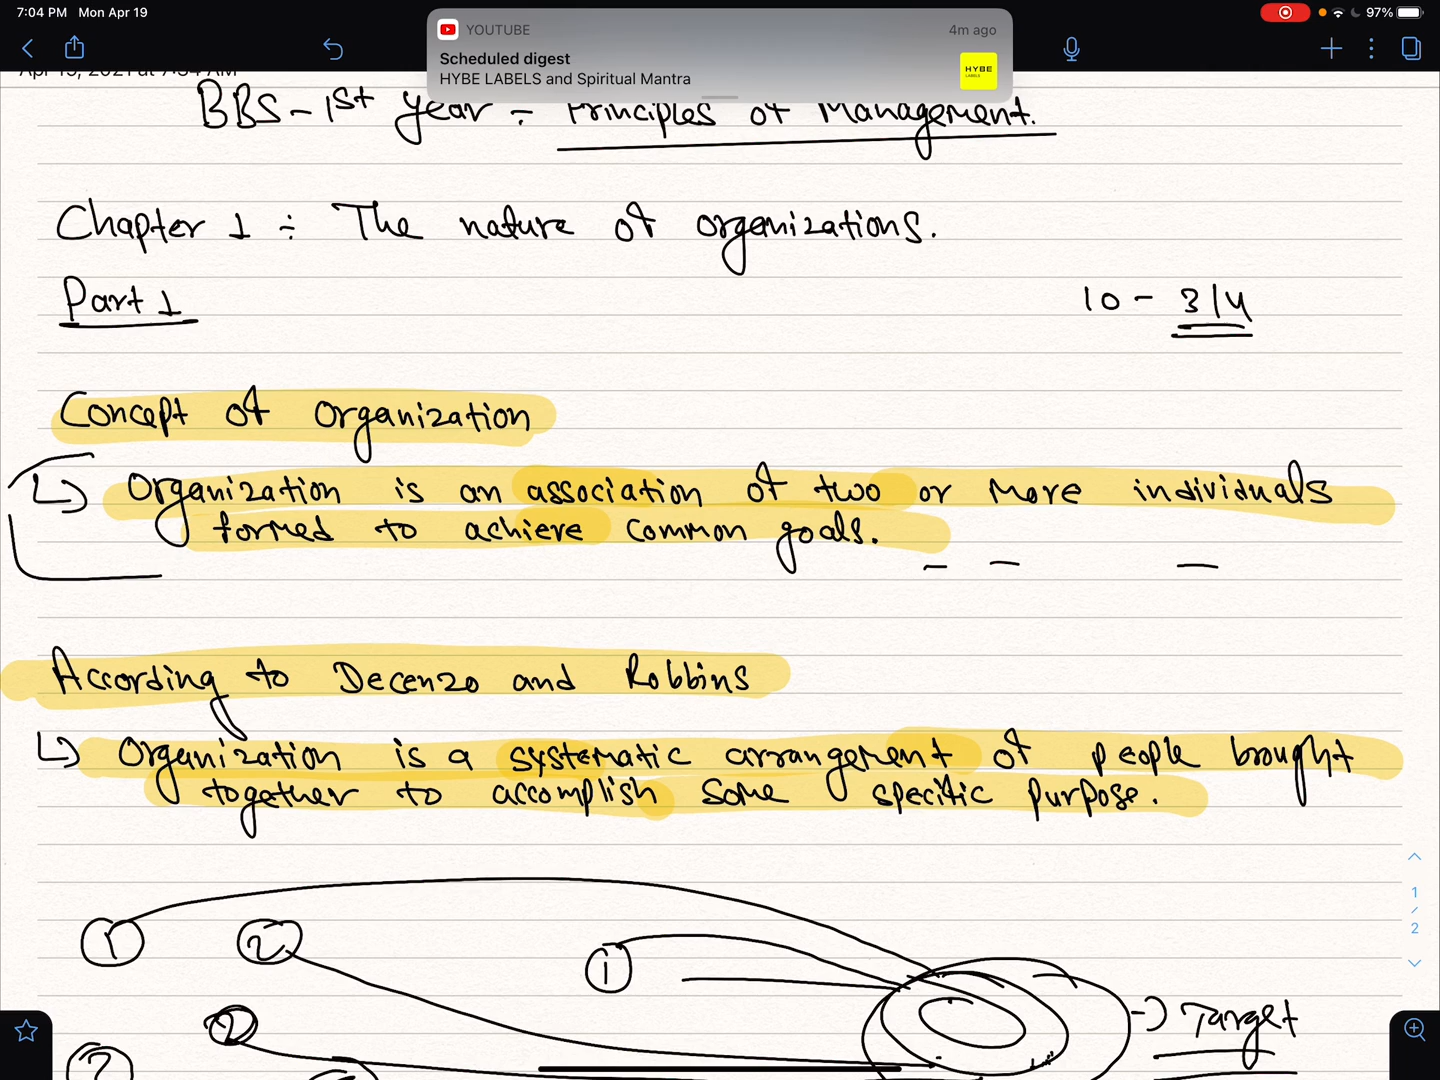 7:04 PM Mon Apr 19
97%
YOUTUBE
4m ago
Scheduled digest
HYBE LABELS and Spiritual Mantra
HYBE
LABELS
BBS - 1st year ÷ Principles of Management.
Chapter 1 ÷ The nature of organizations.
Part 1
10 - 3/4
Concept of organization
↳ Organization is an association of two or more individuals
formed to achieve common goals.
According to Decenzo and Robbins
↳ Organization is a systematic arrangement of people brought
together to accomplish some specific purpose.
1
2
1
→ Target
2
1
/
2